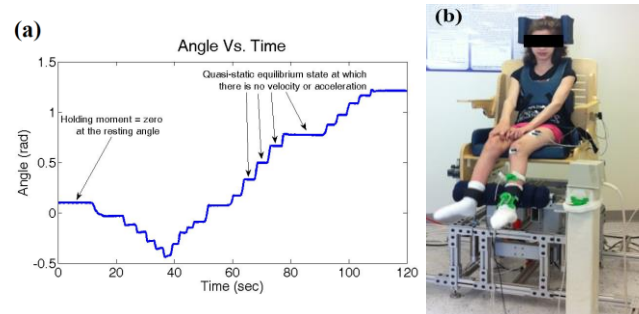 (a)
Angle Vs. Time
Quasi-static equilibrium state at which
there is no velocity or acceleration
Holding moment = zero
at the resting angle
Angle (rad)
1.5
1
0.5
0
-0.5
0
20
40
60
80
100
120
Time (sec)
(b)